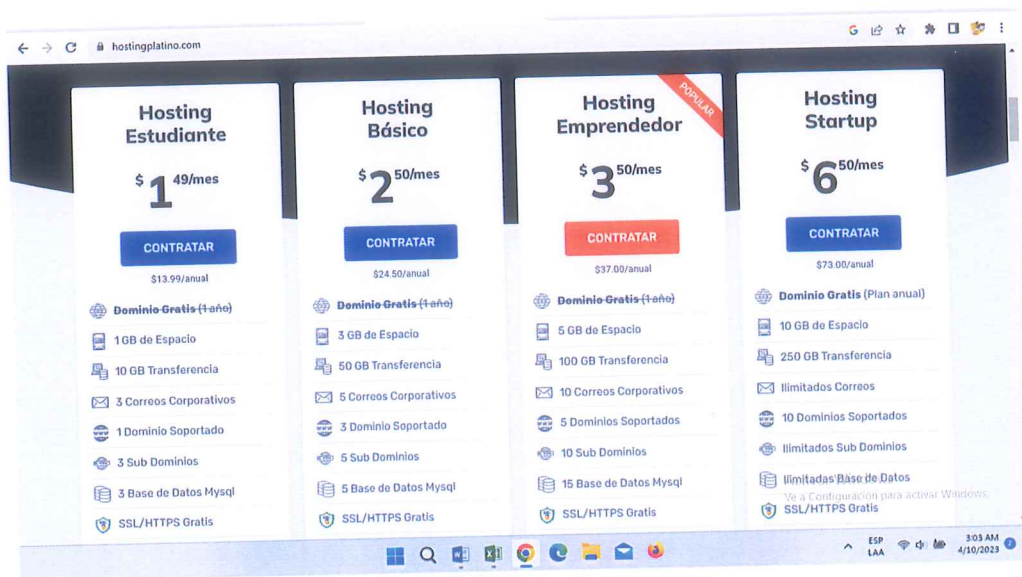 hostingplatino.com
Hosting
Estudiante
$ 1 49/mes
CONTRATAR
$13.99/anual
Dominio Gratis (1 año)
1 GB de Espacio
10 GB Transferencia
3 Correos Corporativos
1 Dominio Soportado
3 Sub Dominios
3 Base de Datos Mysql
SSL/HTTPS Gratis
Hosting
Básico
$ 2 50/mes
CONTRATAR
$24.50/anual
Dominio Gratis (1 año)
3 GB de Espacio
50 GB Transferencia
5 Correos Corporativos
3 Dominio Soportado
5 Sub Dominios
5 Base de Datos Mysql
SSL/HTTPS Gratis
POPULAR
Hosting
Emprendedor
$ 3 50/mes
CONTRATAR
$37.00/anual
Dominio Gratis (1 año)
5 GB de Espacio
100 GB Transferencia
10 Correos Corporativos
5 Dominios Soportados
10 Sub Dominios
15 Base de Datos Mysql
SSL/HTTPS Gratis
Hosting
Startup
$ 6 50/mes
CONTRATAR
$73.00/anual
Dominio Gratis (Plan anual)
10 GB de Espacio
250 GB Transferencia
Ilimitados Correos
10 Dominios Soportados
Ilimitados Sub Dominios
Ilimitadas Base de Datos
Ve a Configuración para activar Windows.
SSL/HTTPS Gratis
ESP
LAA
3:03 AM
4/10/2023